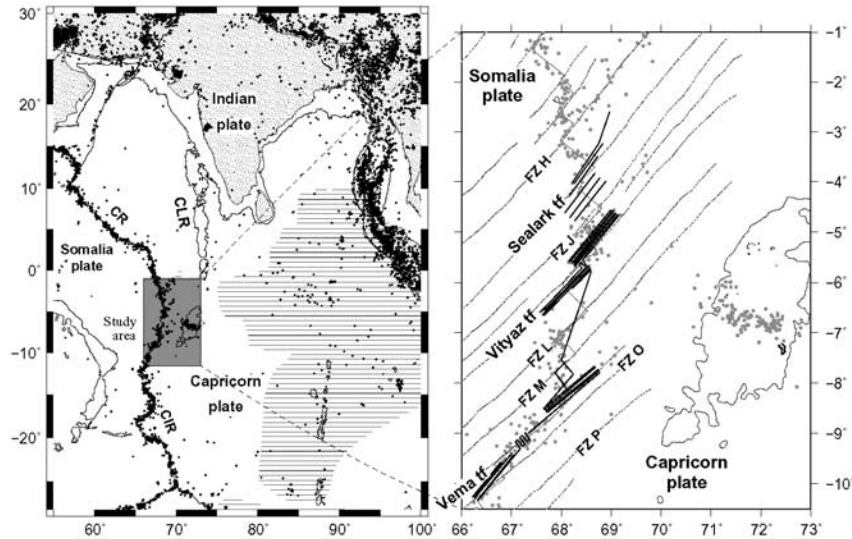 30°
20°
10°
0°
−10°
−20°
60°
70°
80°
90°
100
Indian
plate
CLR
CR
Somalia
plate
Study
area
Capricorn
plate
CIR
−1°
−2°
−3°
−4°
−5°
−6°
−7°
−8°
−9°
−10°
66°
67°
68°
69°
70°
71°
72°
73°
Somalia
plate
FZ H
Sealark tf
FZ J
Vityaz tf
FZ L
FZ M
FZ O
FZ P
Vema tf
Capricorn
plate